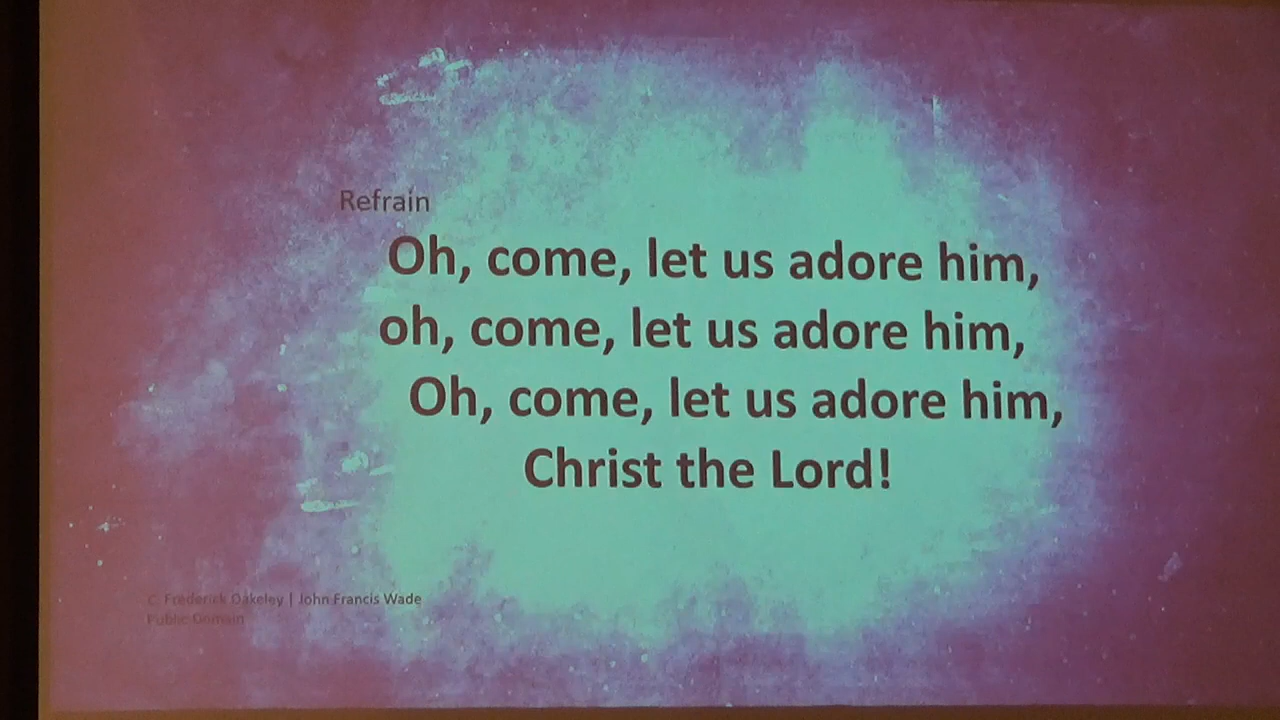 Refrain
Oh, come, let us adore him,
oh, come, let us adore him,
Oh, come, let us adore him,
Christ the Lord!
C. Frederick Oakeley | John Francis Wade
Public Domain